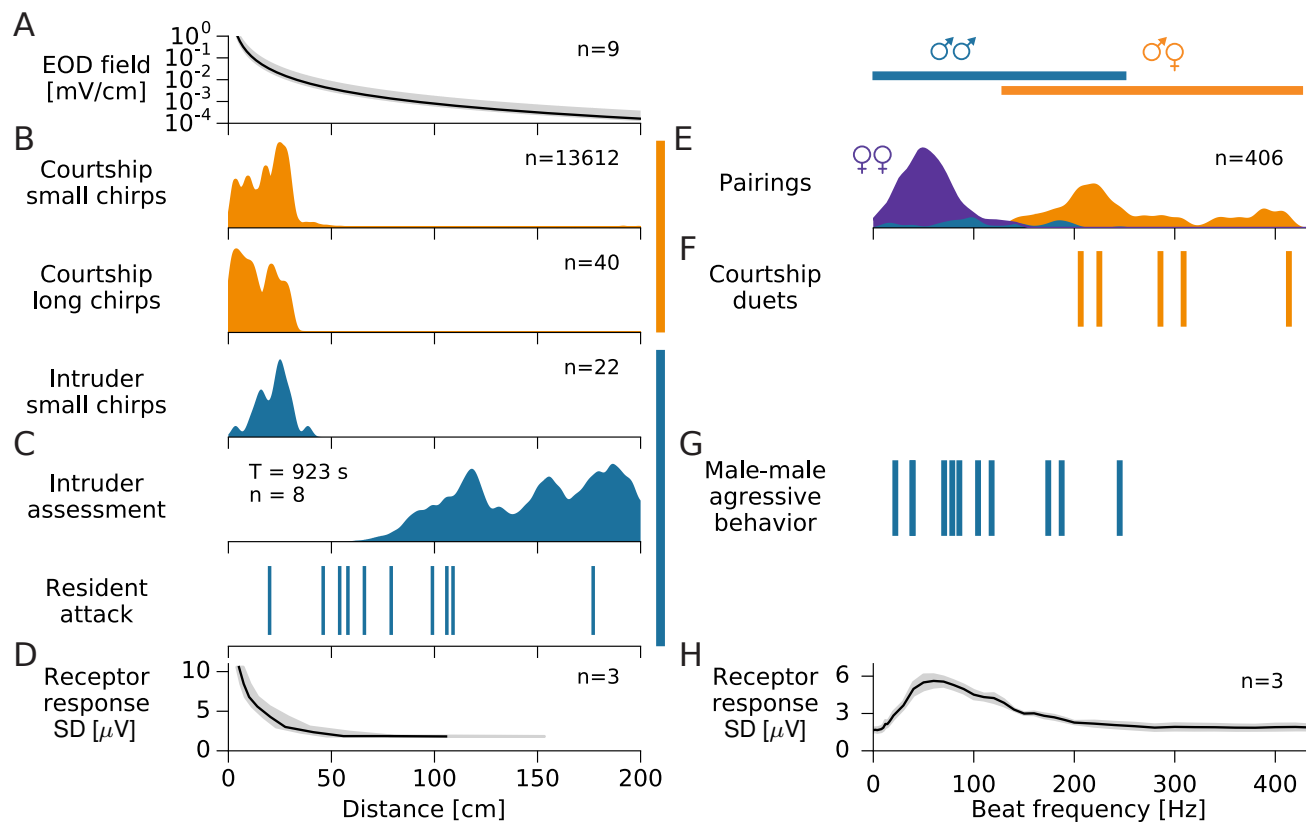 A
EOD field
[mV/cm]
10^0
10^-1
10^-2
10^-3
10^-4
n=9
♂♂
♂♀
B
Courtship
small chirps
n=13612
Courtship
long chirps
n=40
Intruder
small chirps
n=22
C
Intruder
assessment
T = 923 s
n = 8
Resident
attack
D
Receptor
response
SD [μV]
10
5
0
n=3
0 50 100 150 200
Distance [cm]
E
Pairings
♀♀
n=406
F
Courtship
duets
G
Male-male
agressive
behavior
H
Receptor
response
SD [μV]
6
3
0
n=3
0 100 200 300 400
Beat frequency [Hz]